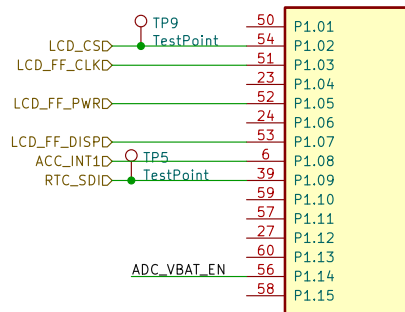 50 P1.01
TP9
LCD_CS 54 P1.02
TestPoint
LCD_FF_CLK 51 P1.03
23 P1.04
LCD_FF_PWR 52 P1.05
24 P1.06
LCD_FF_DISP 53 P1.07
ACC_INT1 TP5 6 P1.08
RTC_SDI TestPoint 39 P1.09
59 P1.10
57 P1.11
27 P1.12
60 P1.13
ADC_VBAT_EN 56 P1.14
58 P1.15